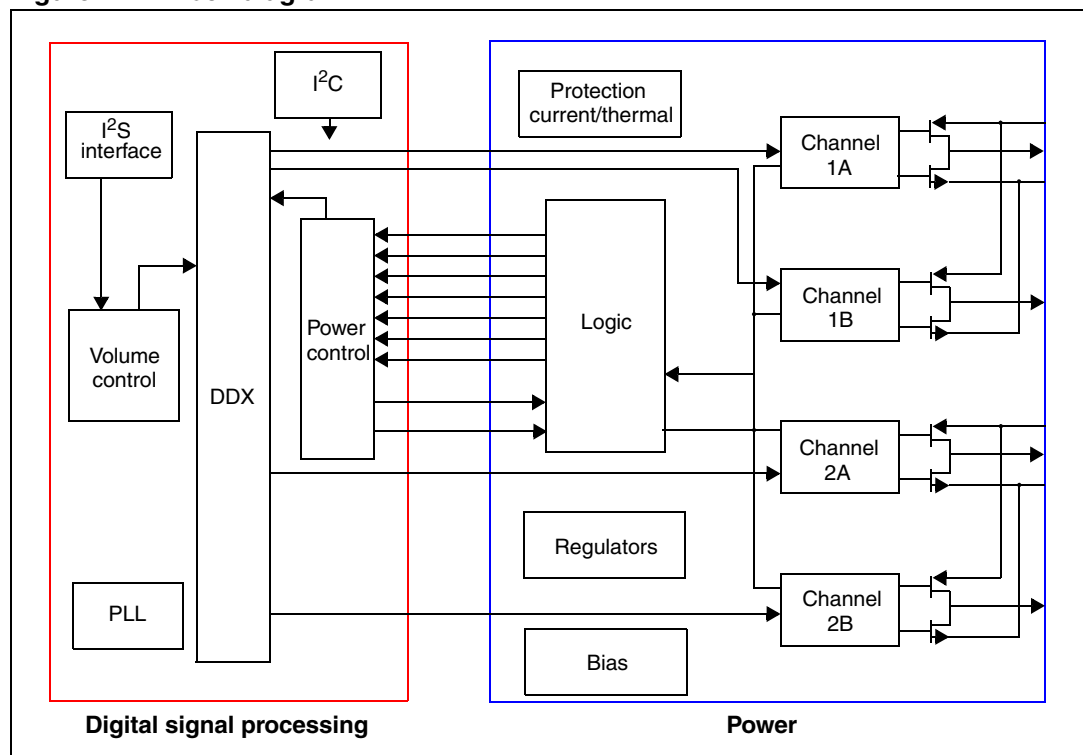 I²C
Protection
current/thermal
I²S
interface
Channel
1A
Channel
1B
Logic
Power
control
Volume
control
DDX
Channel
2A
Regulators
PLL
Channel
2B
Bias
Digital signal processing
Power